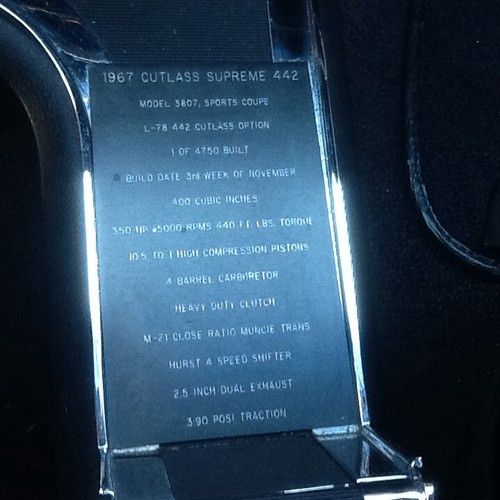 1967 CUTLASS SUPREME 442
MODEL 3807, SPORTS COUPE
L-78 442 CUTLASS OPTION
1 OF 4750 BUILT
BUILD DATE 3rd WEEK OF NOVEMBER
400 CUBIC INCHES
350 HP @5000 RPMS 440 FT. LBS. TORQUE
10.5 TO 1 HIGH COMPRESSION PISTONS
4 BARREL CARBURETOR
HEAVY DUTY CLUTCH
M-21 CLOSE RATIO MUNCIE TRANS
HURST 4 SPEED SHIFTER
2.5 INCH DUAL EXHAUST
3:90 POSI TRACTION